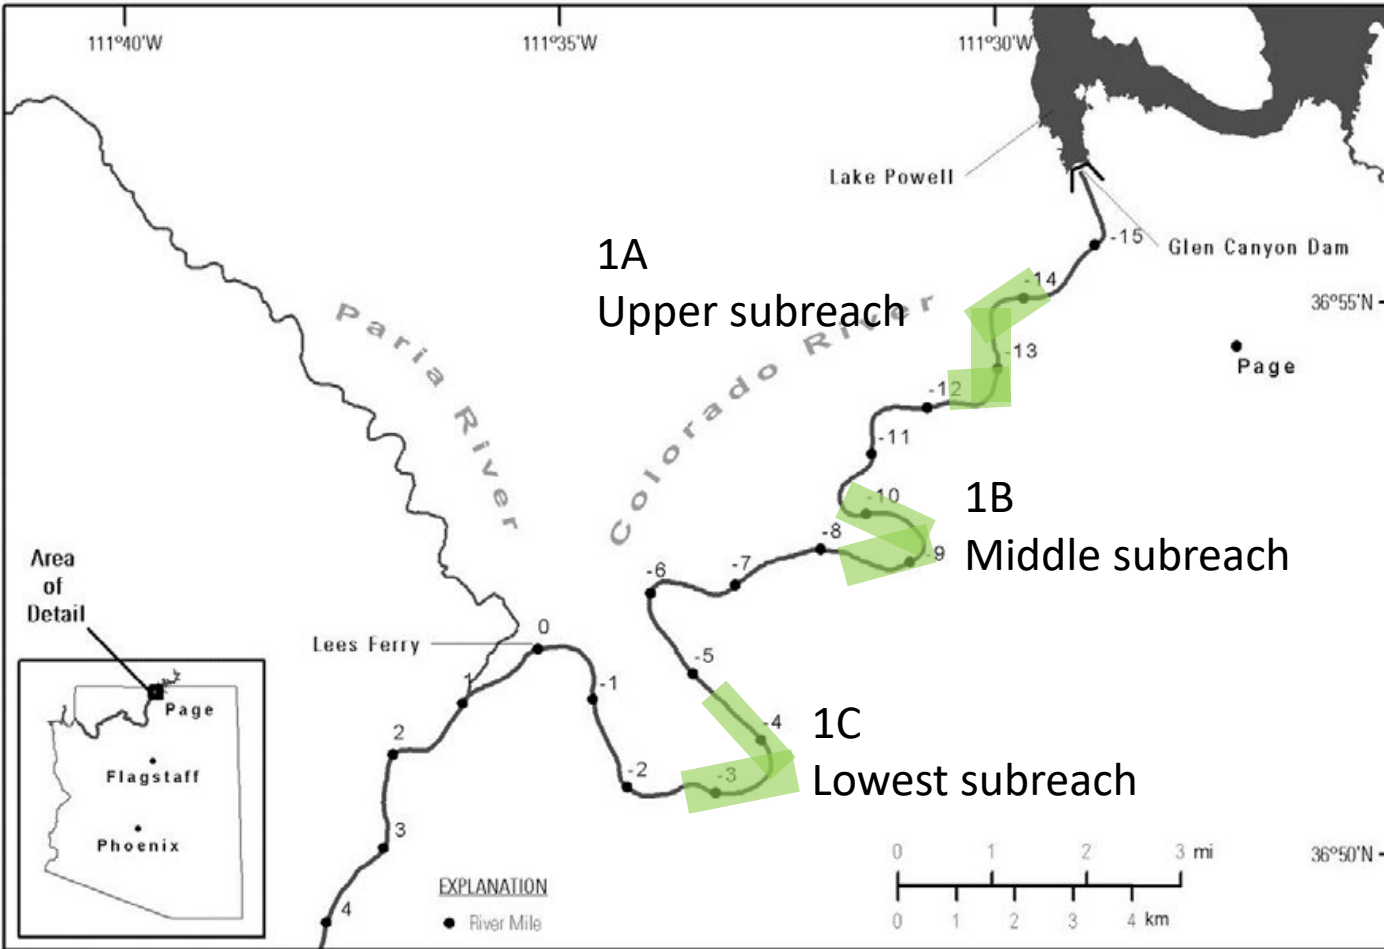 111°40'W
111°35'W
111°30'W
Lake Powell
-15
Glen Canyon Dam
1A
Upper subreach
-14
36°55'N
Paria River
Colorado River
-13
Page
-12
-11
-10
1B
Middle subreach
-8
-9
-7
-6
Area
of
Detail
0
Lees Ferry
-5
-1
1
-4
1C
Lowest subreach
2
-2
-3
Page
Flagstaff
Phoenix
3
0 1 2 3 mi
36°50'N
EXPLANATION
River Mile
4
0 1 2 3 4 km